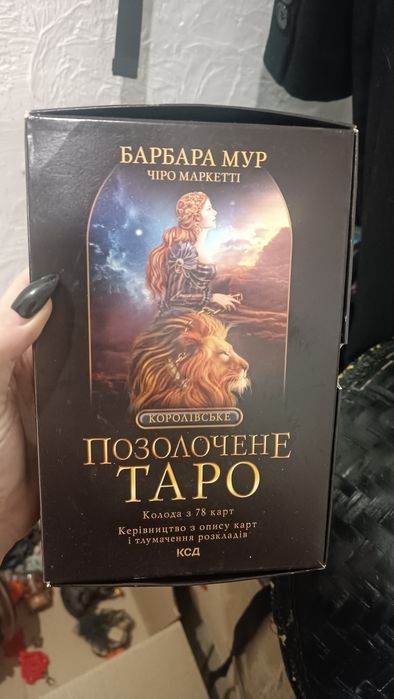 БАРБАРА МУР
ЧІРО МАРКЕТТІ
КОРОЛІВСЬКЕ
ПОЗОЛОЧЕНЕ
ТАРО
Колода з 78 карт
Керівництво з опису карт
і тлумачення розкладів
КСД